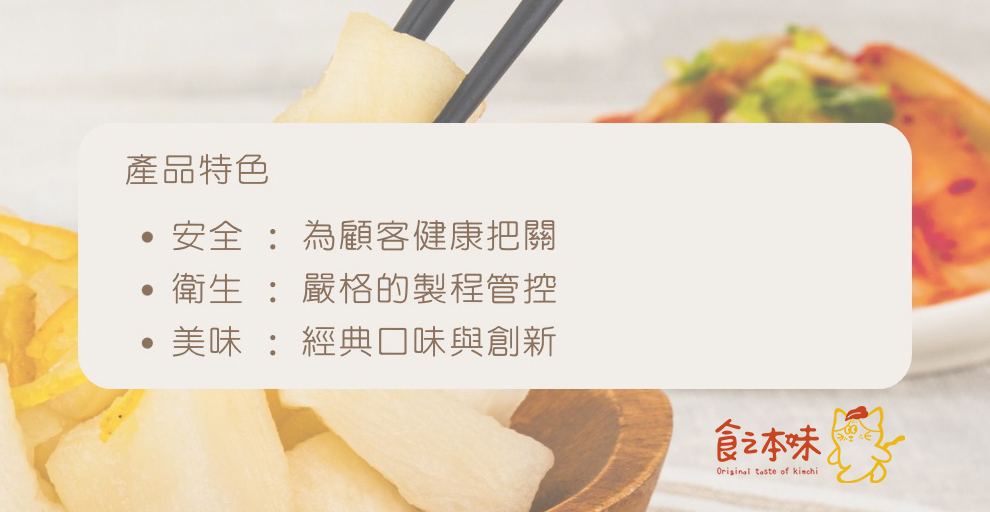 產品特色
• 安全 ： 為顧客健康把關
• 衛生 ： 嚴格的製程管控
• 美味 ： 經典口味與創新
食之本味
Original taste of kimchi